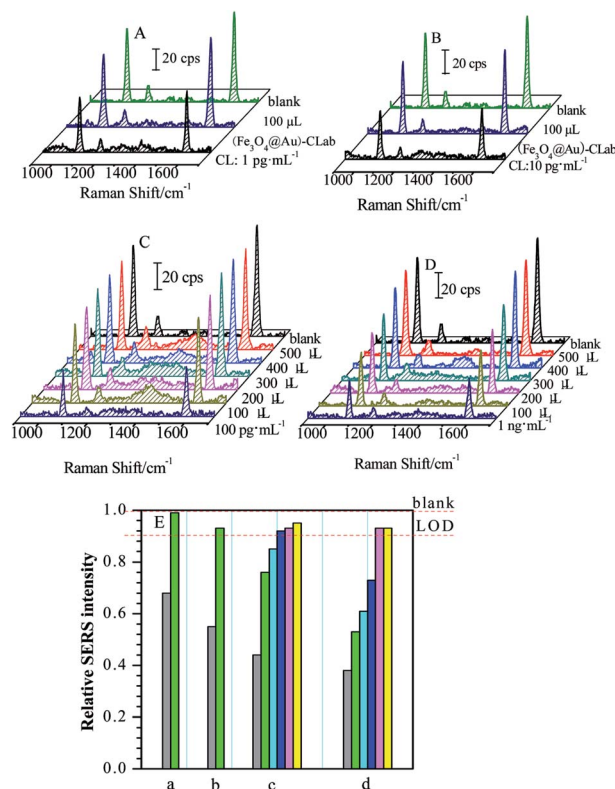 A
20 cps
blank
100 μL
(Fe3O4@Au)-CLab
CL: 1 pg·mL-1
1000 1200 1400 1600
Raman Shift/cm-1
B
20 cps
blank
100 μL
(Fe3O4@Au)-CLab
CL:10 pg·mL-1
1000 1200 1400 1600
Raman Shift/cm-1
C
20 cps
blank
500 μL
400 μL
300 μL
200 μL
100 μL
100 pg·mL-1
1000 1200 1400 1600
Raman Shift/cm-1
D
20 cps
blank
500 μL
400 μL
300 μL
200 μL
100 μL
1 ng·mL-1
1000 1200 1400 1600
Raman Shift/cm-1
E
blank
LOD
1.0
0.8
0.6
0.4
0.2
0.0
Relative SERS intensity
a b c d